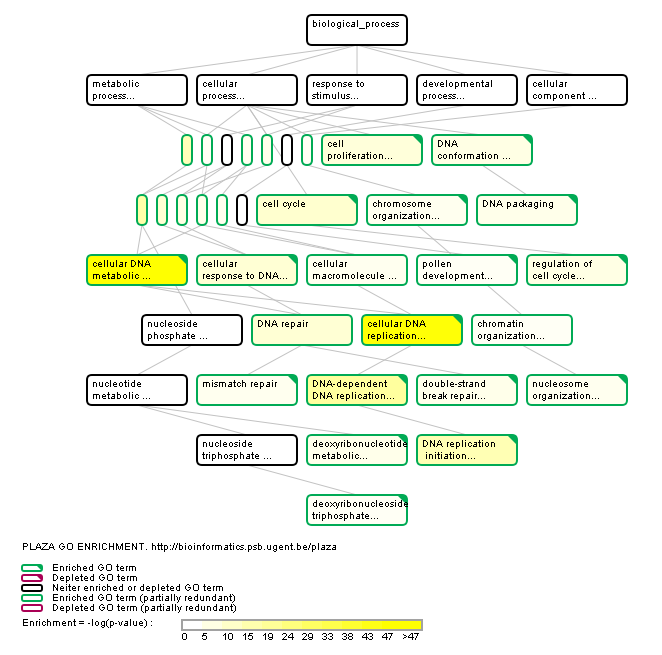 biological_process
metabolic
process...
cellular
process...
response to
stimulus...
developmental
process...
cellular
component ...
cell
proliferation...
DNA
conformation ...
cell cycle
chromosome
organization...
DNA packaging
cellular DNA
metabolic ...
cellular
response to DNA...
cellular
macromolecule ...
pollen
development...
regulation of
cell cycle...
nucleoside
phosphate ...
DNA repair
cellular DNA
replication...
chromatin
organization...
nucleotide
metabolic ...
mismatch repair
DNA-dependent
DNA replication...
double-strand
break repair...
nucleosome
organization...
nucleoside
triphosphate ...
deoxyribonucleotide
metabolic...
DNA replication
initiation...
deoxyribonucleoside
triphosphate...
PLAZA GO ENRICHMENT. http://bioinformatics.psb.ugent.be/plaza
Enriched GO term
Depleted GO term
Neiter enriched or depleted GO term
Enriched GO term (partially redundant)
Depleted GO term (partially redundant)
Enrichment = -log(p-value) :
0 5 10 15 19 24 29 33 38 43 47 >47